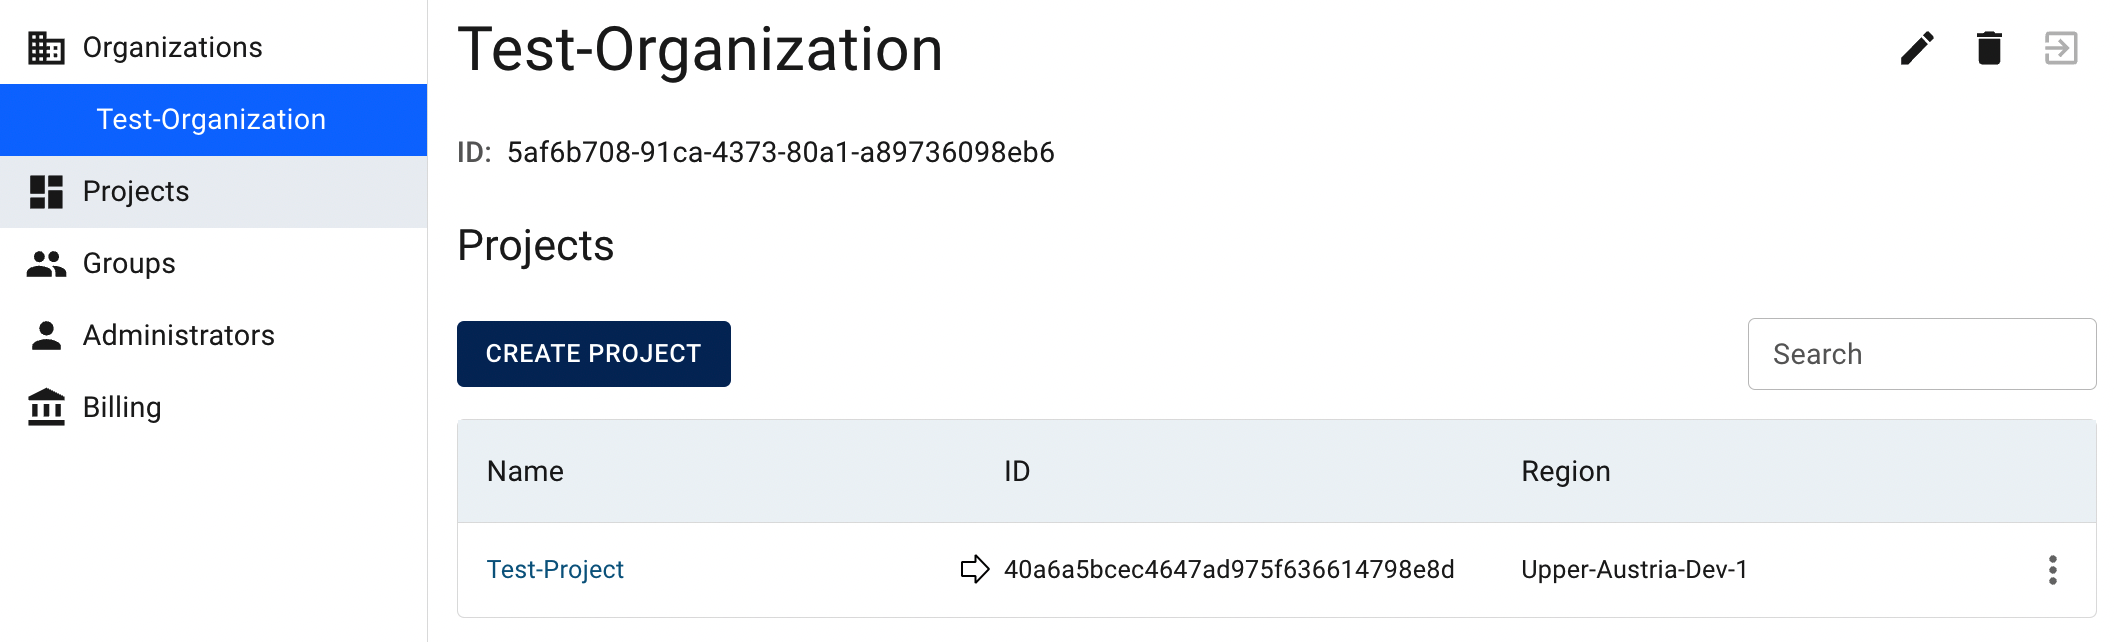 Organizations
Test-Organization
Projects
Groups
Administrators
Billing
Test-Organization
ID: 5af6b708-91ca-4373-80a1-a89736098eb6
Projects
CREATE PROJECT
Search
Name ID Region
Test-Project 40a6a5bcec4647ad975f636614798e8d Upper-Austria-Dev-1